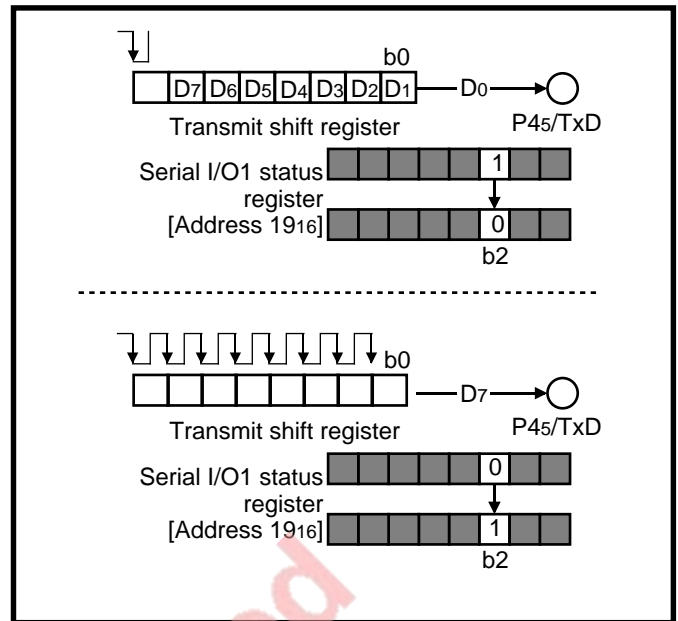 b0
D7 D6 D5 D4 D3 D2 D1 D0
Transmit shift register P45/TxD
Serial I/O1 status 1
register
[Address 1916] 0
b2
b0
D7
Transmit shift register P45/TxD
Serial I/O1 status 0
register
[Address 1916] 1
b2